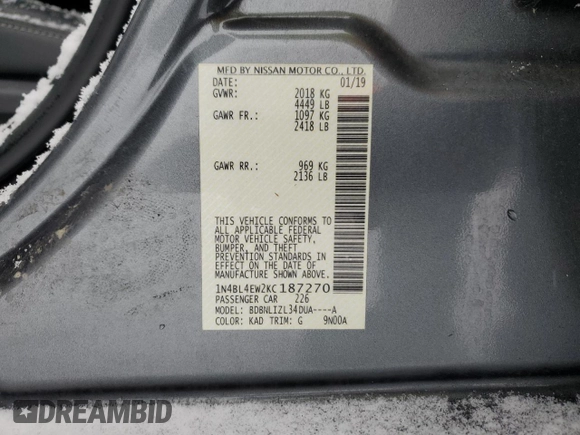 MFD BY NISSAN MOTOR CO., LTD.
DATE: 01/19
GVWR: 2018 KG
4449 LB
GAWR FR.: 1097 KG
2418 LB
GAWR RR.: 969 KG
2136 LB
THIS VEHICLE CONFORMS TO
ALL APPLICABLE FEDERAL
MOTOR VEHICLE SAFETY,
BUMPER, AND THEFT
PREVENTION STANDARDS IN
EFFECT ON THE DATE OF
MANUFACTURE SHOWN ABOVE.
1N4BL4EW2KC187270
PASSENGER CAR 226
MODEL: BDBNLIZL34DUA----A
COLOR: KAD TRIM: G 9N00A
DREAMBID